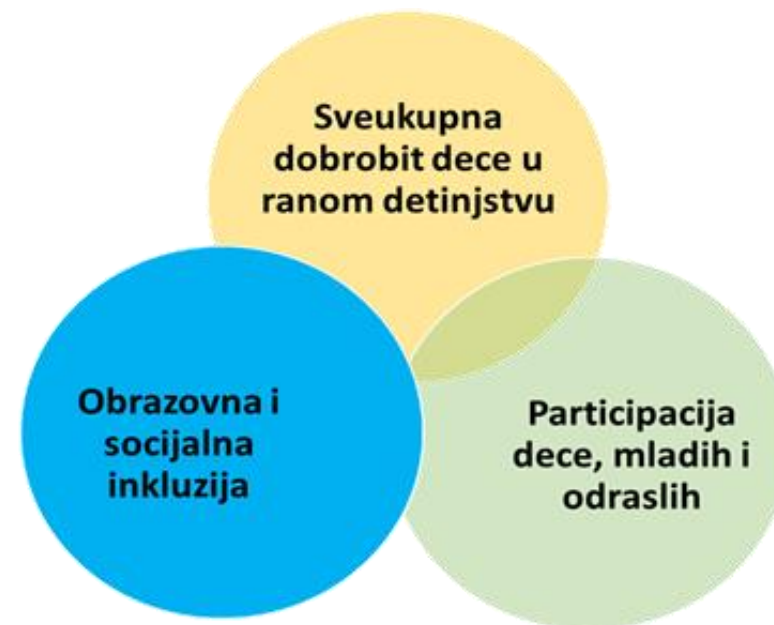 Sveukupna
dobrobit dece u
ranom detinjstvu
Obrazovna i
socijalna
inkluzija
Participacija
dece, mladih i
odraslih